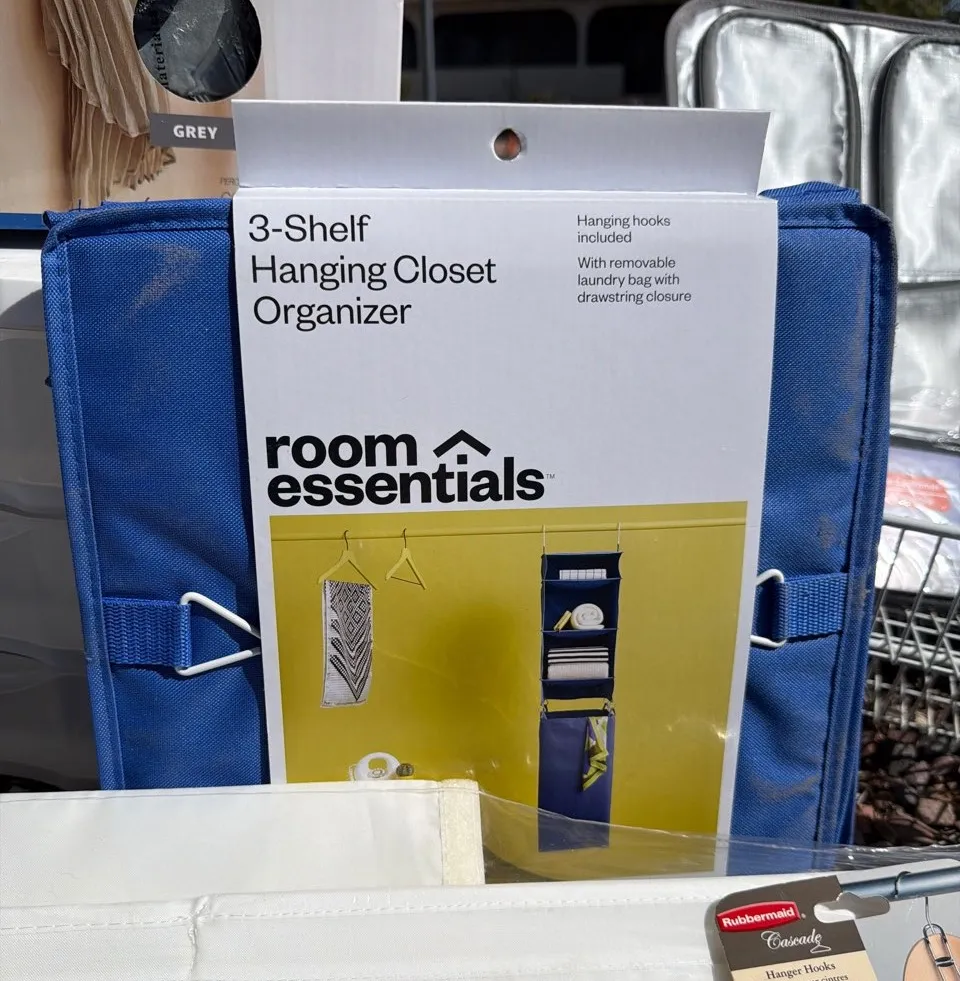 GREY
3-Shelf
Hanging Closet
Organizer
Hanging hooks
included
With removable
laundry bag with
drawstring closure
room
essentials™
Rubbermaid
Cascade
Hanger Hooks